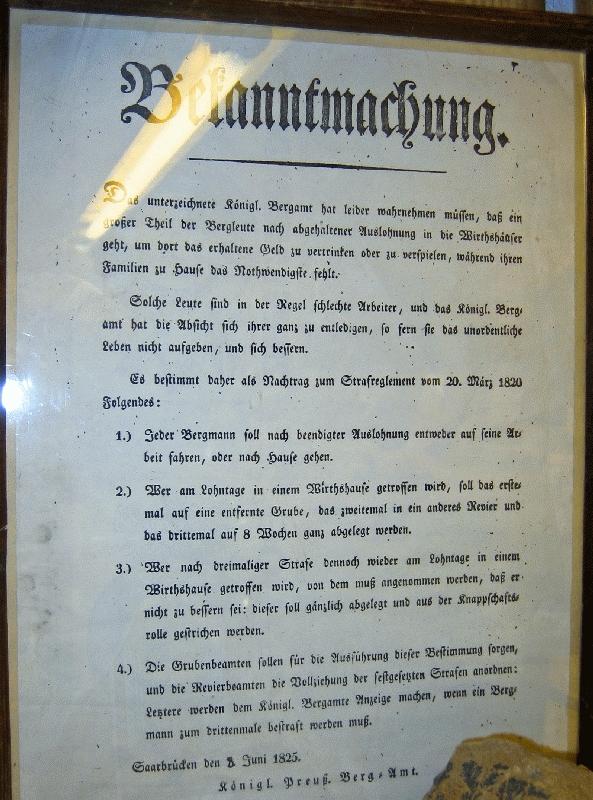 Bekanntmachung.
Das unterzeichnete Königl. Bergamt hat leider wahrnehmen müssen, daß ein
großer Theil der Bergleute nach abgehaltener Auslohnung in die Wirthshäuser
geht, um dort das erhaltene Geld zu vertrinken oder zu verspielen, während ihren
Familien zu Hause das Nothwendigste fehlt.
Solche Leute sind in der Regel schlechte Arbeiter, und das Königl. Berg-
amt hat die Absicht sich ihrer ganz zu entledigen, so fern sie das unordentliche
Leben nicht aufgeben, und sich bessern.
Es bestimmt daher als Nachtrag zum Strafreglement vom 20. März 1820
Folgendes:
1.) Jeder Bergmann soll nach beendigter Auslohnung entweder auf seine Ar-
beit fahren, oder nach Hause gehen.
2.) Wer am Lohntage in einem Wirthshause getroffen wird, soll das erste-
mal auf eine entfernte Grube, das zweitemal in ein anderes Revier und
das drittemal auf 8 Wochen ganz abgelegt werden.
3.) Wer nach dreimaliger Strafe dennoch wieder am Lohntage in einem
Wirthshause getroffen wird, von dem muß angenommen werden, daß er
nicht zu bessern sei: dieser soll gänzlich abgelegt und aus der Knappschafts-
rolle gestrichen werden.
4.) Die Grubenbeamten sollen für die Ausführung dieser Bestimmung sorgen,
und die Revierbeamten die Vollziehung der festgesetzten Strafen anordnen:
Letztere werden dem Königl. Bergamte Anzeige machen, wenn ein Berg-
mann zum drittenmale bestraft werden muß.
Saarbrücken den Juni 1825.
Königl. Preuß. Berg-Amt.